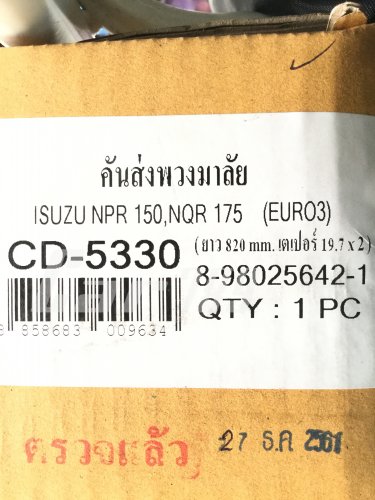 คันส่งพวงมาลัย
ISUZU NPR 150,NQR 175 (EURO3)
CD-5330 (ยาว 820 mm. เตเปอร์ 19.7 x 2)
8-98025642-1
8 858683 009634
QTY : 1 PC
ตรวจแล้ว
27 ธ.ค 2561